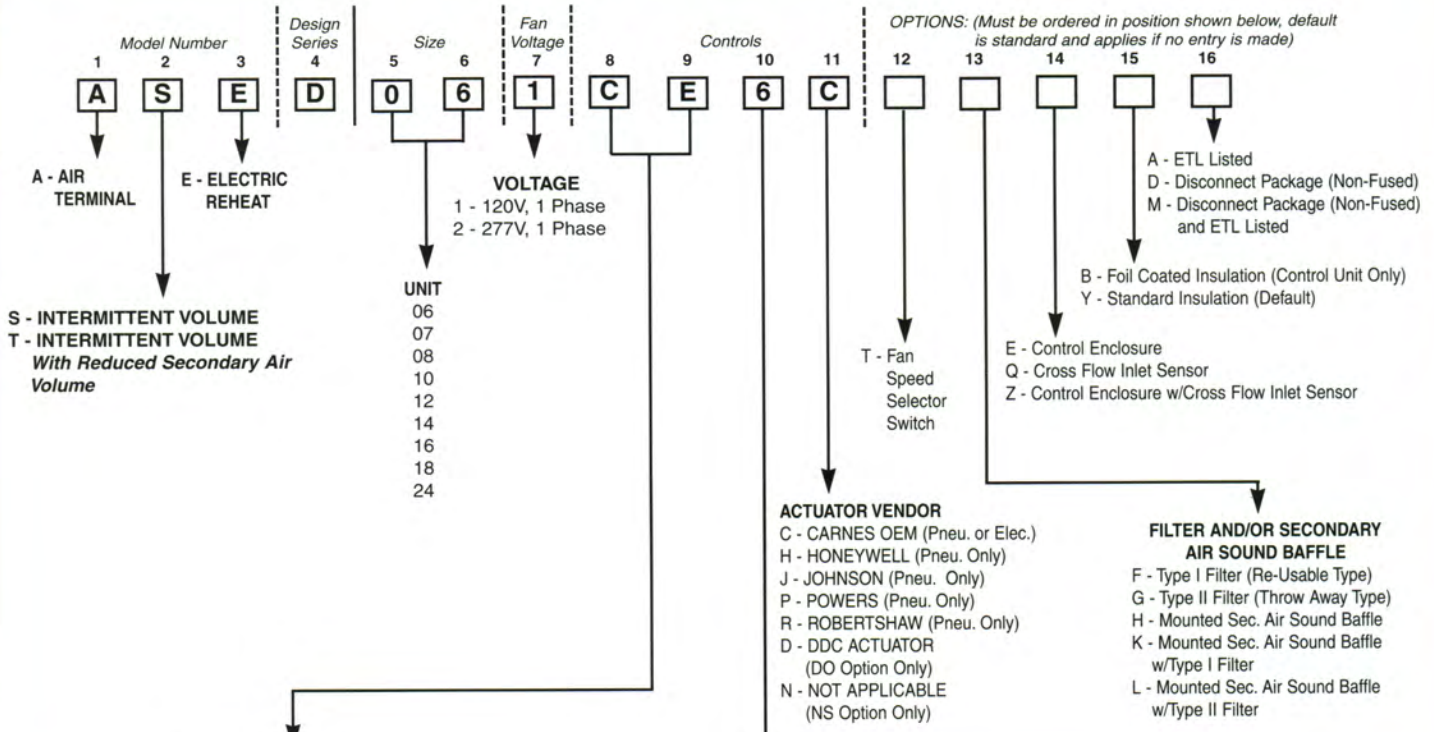 Model Number
Design
Series
Size
Fan
Voltage
Controls
OPTIONS: (Must be ordered in position shown below, default
is standard and applies if no entry is made)
1 2 3 4 5 6 7 8 9 10 11 12 13 14 15 16
A S E D 0 6 1 C E 6 C
A - AIR
TERMINAL
E - ELECTRIC
REHEAT
VOLTAGE
1 - 120V, 1 Phase
2 - 277V, 1 Phase
A - ETL Listed
D - Disconnect Package (Non-Fused)
M - Disconnect Package (Non-Fused)
and ETL Listed
B - Foil Coated Insulation (Control Unit Only)
Y - Standard Insulation (Default)
S - INTERMITTENT VOLUME
T - INTERMITTENT VOLUME
With Reduced Secondary Air
Volume
UNIT
06
07
08
10
12
14
16
18
24
T - Fan
Speed
Selector
Switch
E - Control Enclosure
Q - Cross Flow Inlet Sensor
Z - Control Enclosure w/Cross Flow Inlet Sensor
ACTUATOR VENDOR
C - CARNES OEM (Pneu. or Elec.)
H - HONEYWELL (Pneu. Only)
J - JOHNSON (Pneu. Only)
P - POWERS (Pneu. Only)
R - ROBERTSHAW (Pneu. Only)
D - DDC ACTUATOR
(DO Option Only)
N - NOT APPLICABLE
(NS Option Only)
FILTER AND/OR SECONDARY
AIR SOUND BAFFLE
F - Type I Filter (Re-Usable Type)
G - Type II Filter (Throw Away Type)
H - Mounted Sec. Air Sound Baffle
K - Mounted Sec. Air Sound Baffle
w/Type I Filter
L - Mounted Sec. Air Sound Baffle
w/Type II Filter